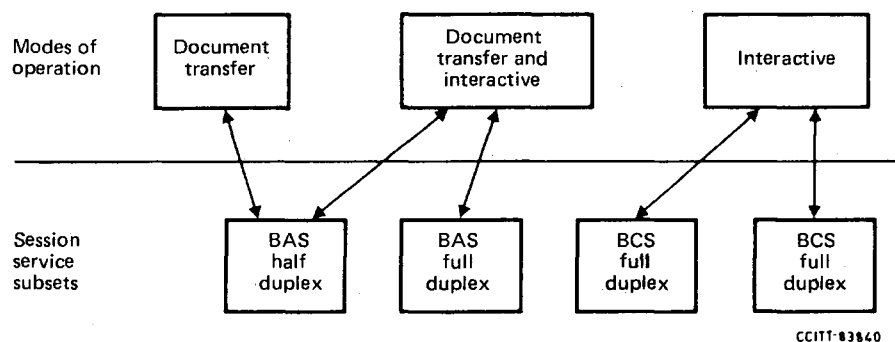 Modes of
operation
Document
transfer
Document
transfer and
interactive
Interactive
Session
service
subsets
BAS
half
duplex
BAS
full
duplex
BCS
full
duplex
BCS
full
duplex
CCITT-83840